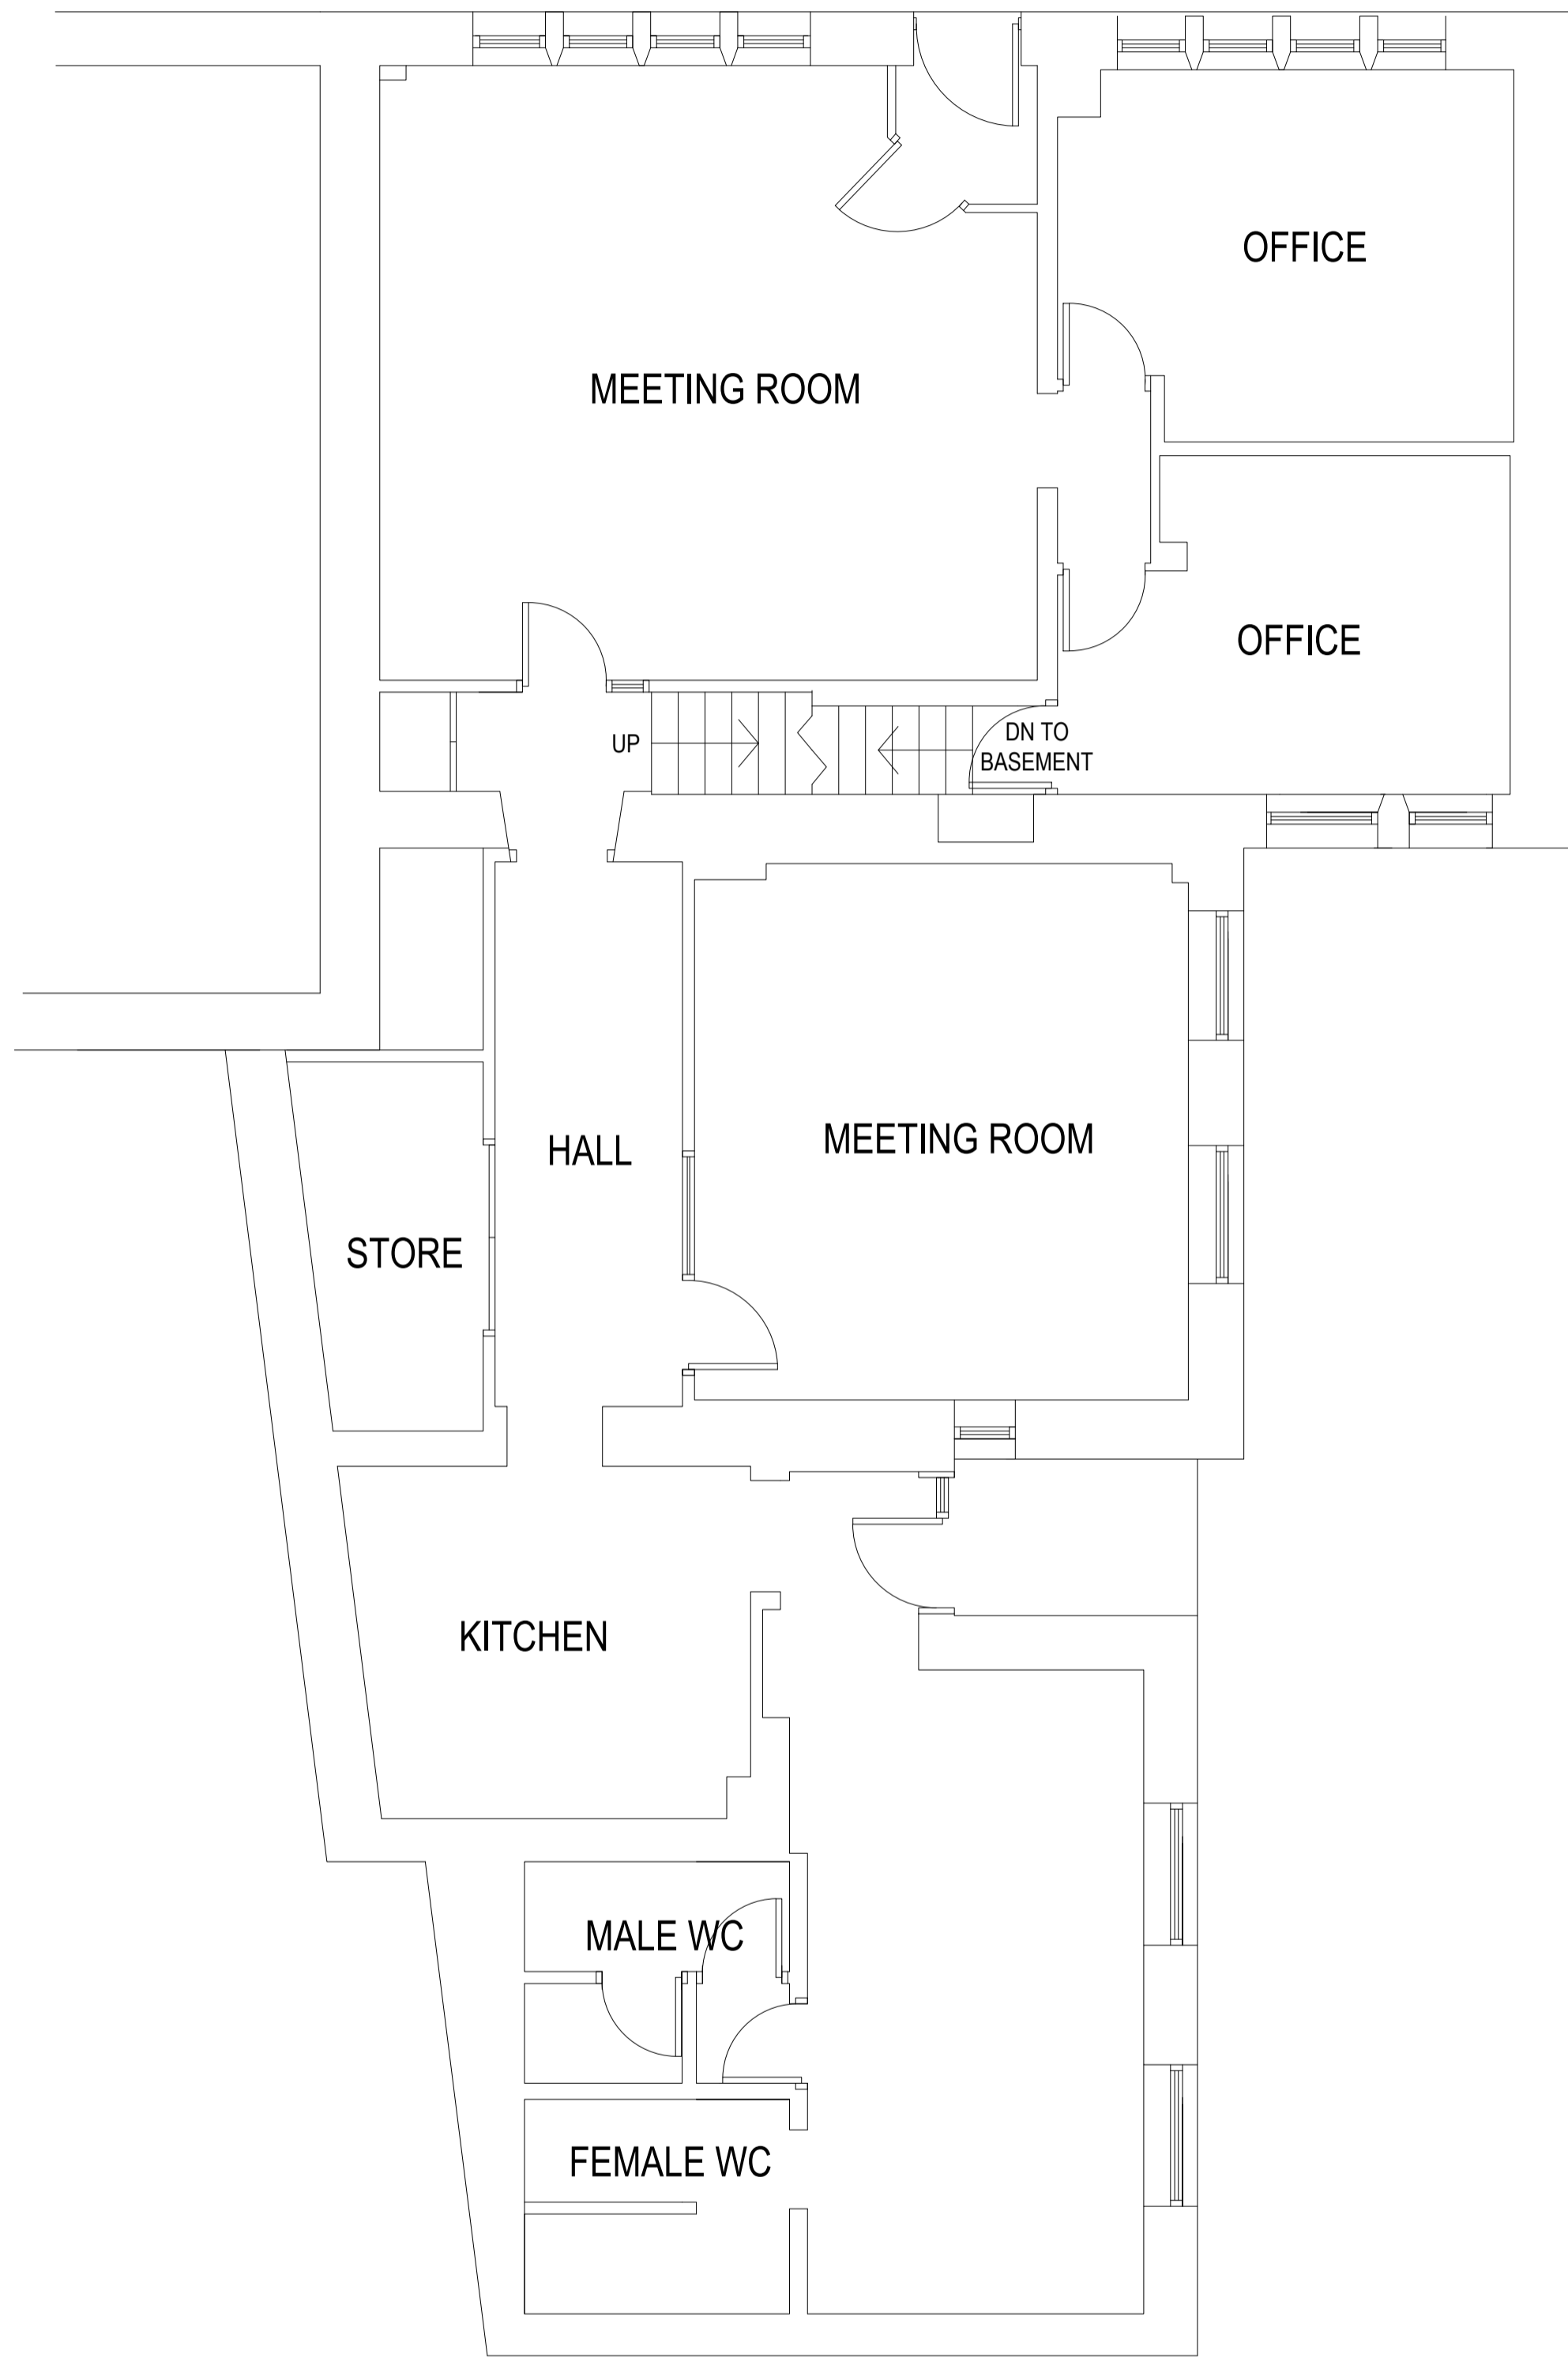 OFFICE
MEETING ROOM
OFFICE
UP
DN TO
BASEMENT
MEETING ROOM
HALL
STORE
KITCHEN
MALE WC
FEMALE WC